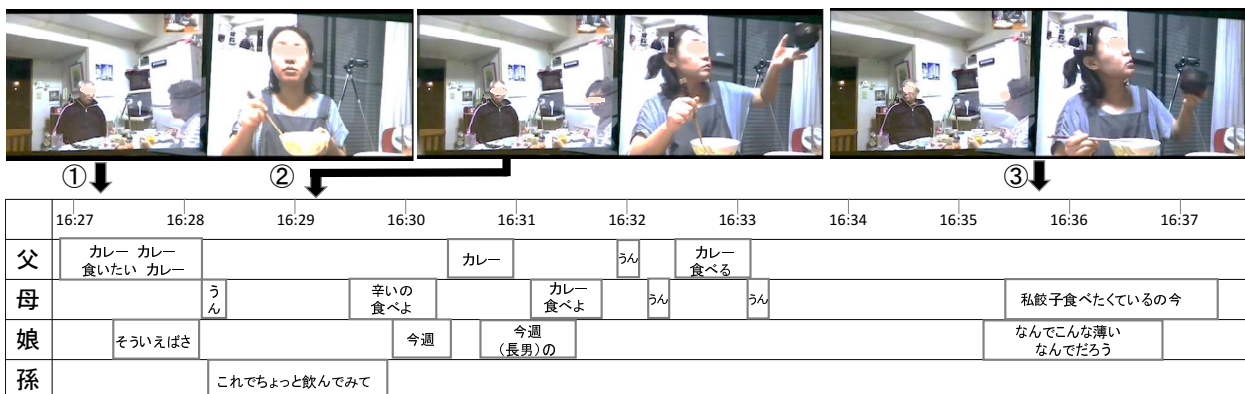 ① ② ③
16:27 16:28 16:29 16:30 16:31 16:32 16:33 16:34 16:35 16:36 16:37
父
カレー カレー
食いたい カレー
カレー
うん
カレー
食べる
母
うん
辛いの
食べよ
カレー
食べよ
うん
うん
私餃子食べたくているの今
娘
そういえばさ
今週
今週
（長男）の
なんでこんな薄い
なんでだろう
孫
これでちょっと飲んでみて